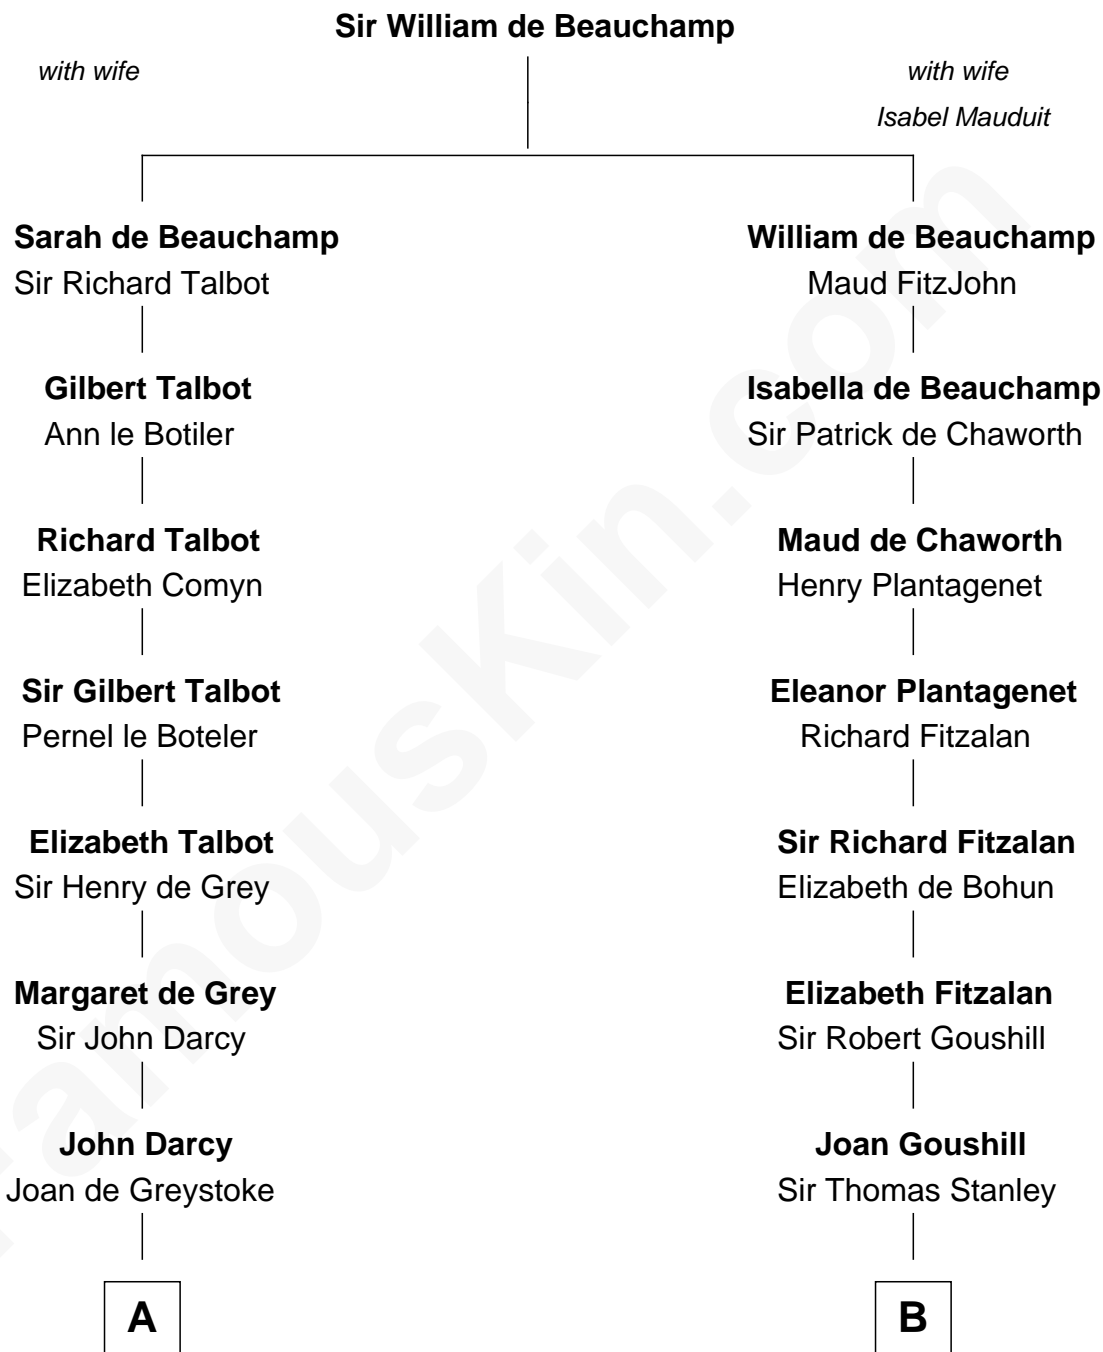 Sir William de Beauchamp
with wife
with wife
Isabel Mauduit
Sarah de Beauchamp
Sir Richard Talbot
William de Beauchamp
Maud FitzJohn
Gilbert Talbot
Ann le Botiler
Isabella de Beauchamp
Sir Patrick de Chaworth
Richard Talbot
Elizabeth Comyn
Maud de Chaworth
Henry Plantagenet
Sir Gilbert Talbot
Pernel le Boteler
Eleanor Plantagenet
Richard Fitzalan
Elizabeth Talbot
Sir Henry de Grey
Sir Richard Fitzalan
Elizabeth de Bohun
Margaret de Grey
Sir John Darcy
Elizabeth Fitzalan
Sir Robert Goushill
John Darcy
Joan de Greystoke
Joan Goushill
Sir Thomas Stanley
A
B
FamousKin.com